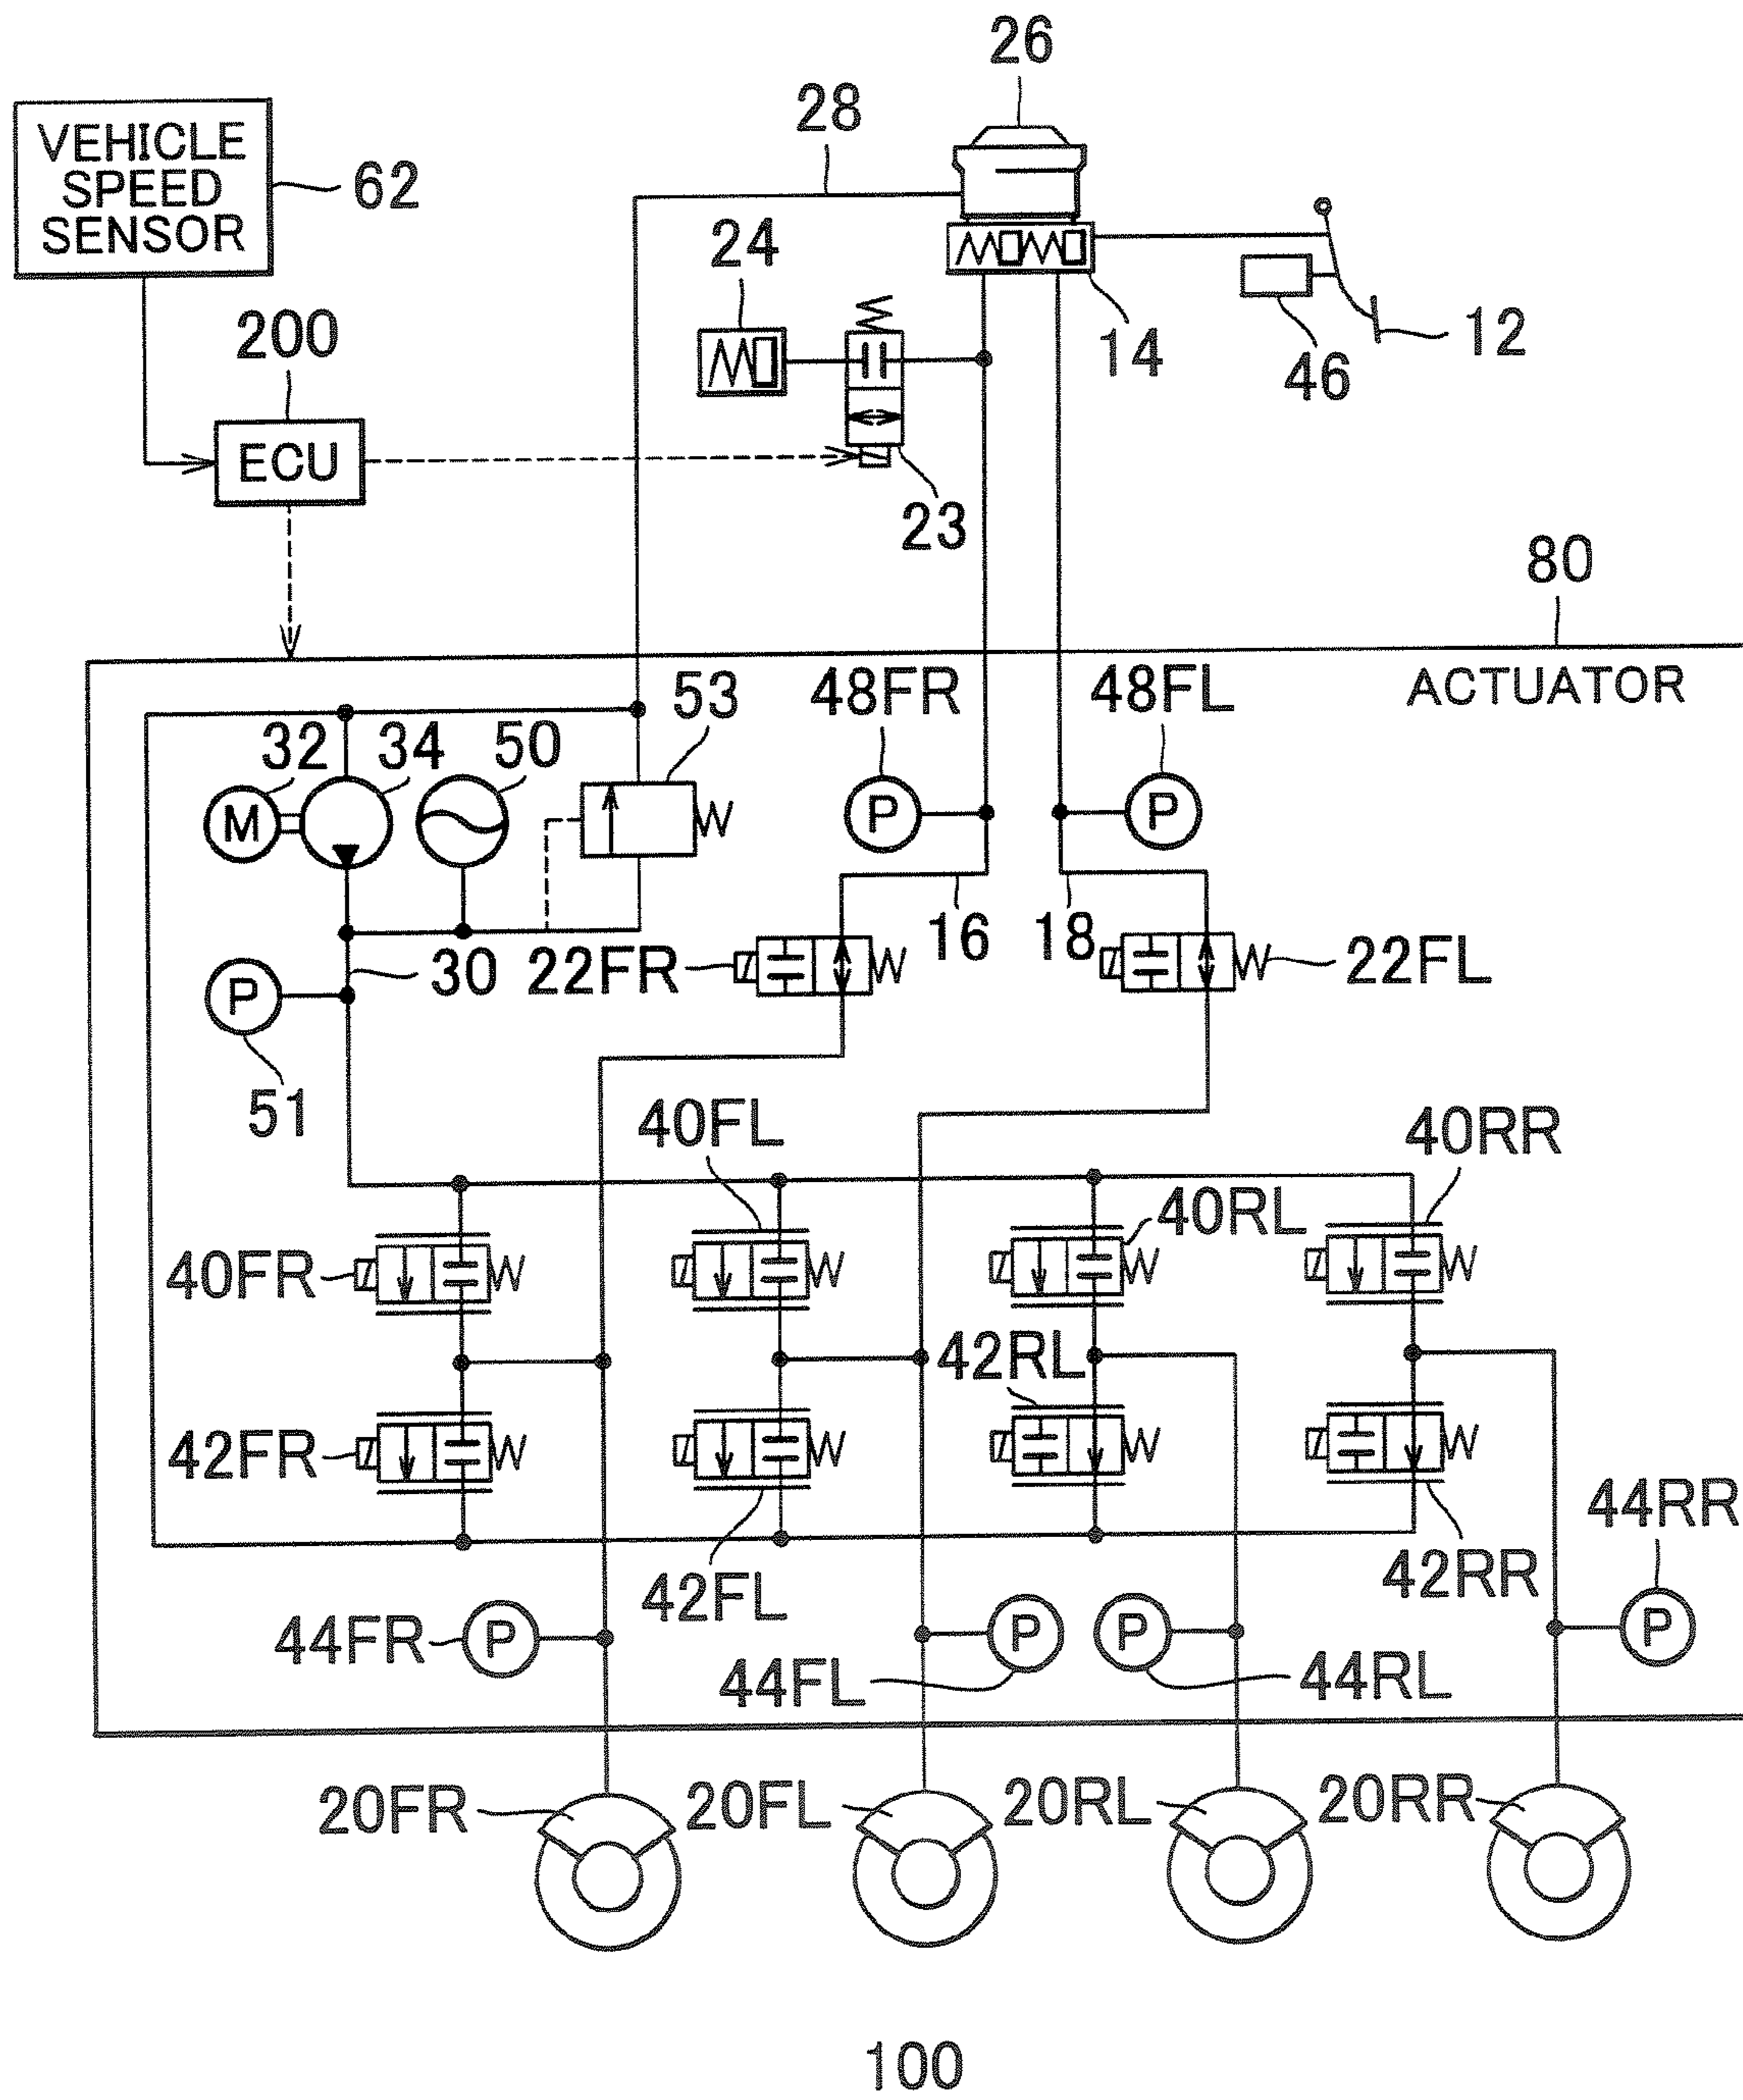 26
28
VEHICLE
SPEED
SENSOR
62
24
200
14
46
12
ECU
23
80
ACTUATOR
48FR
48FL
53
32
34
50
M
P
P
16
18
22FR
22FL
30
P
51
40FL
40RR
40RL
40FR
42RL
42FR
44RR
42FL
42RR
44FR
P
P
P
P
44FL
44RL
20FR
20FL
20RL
20RR
100